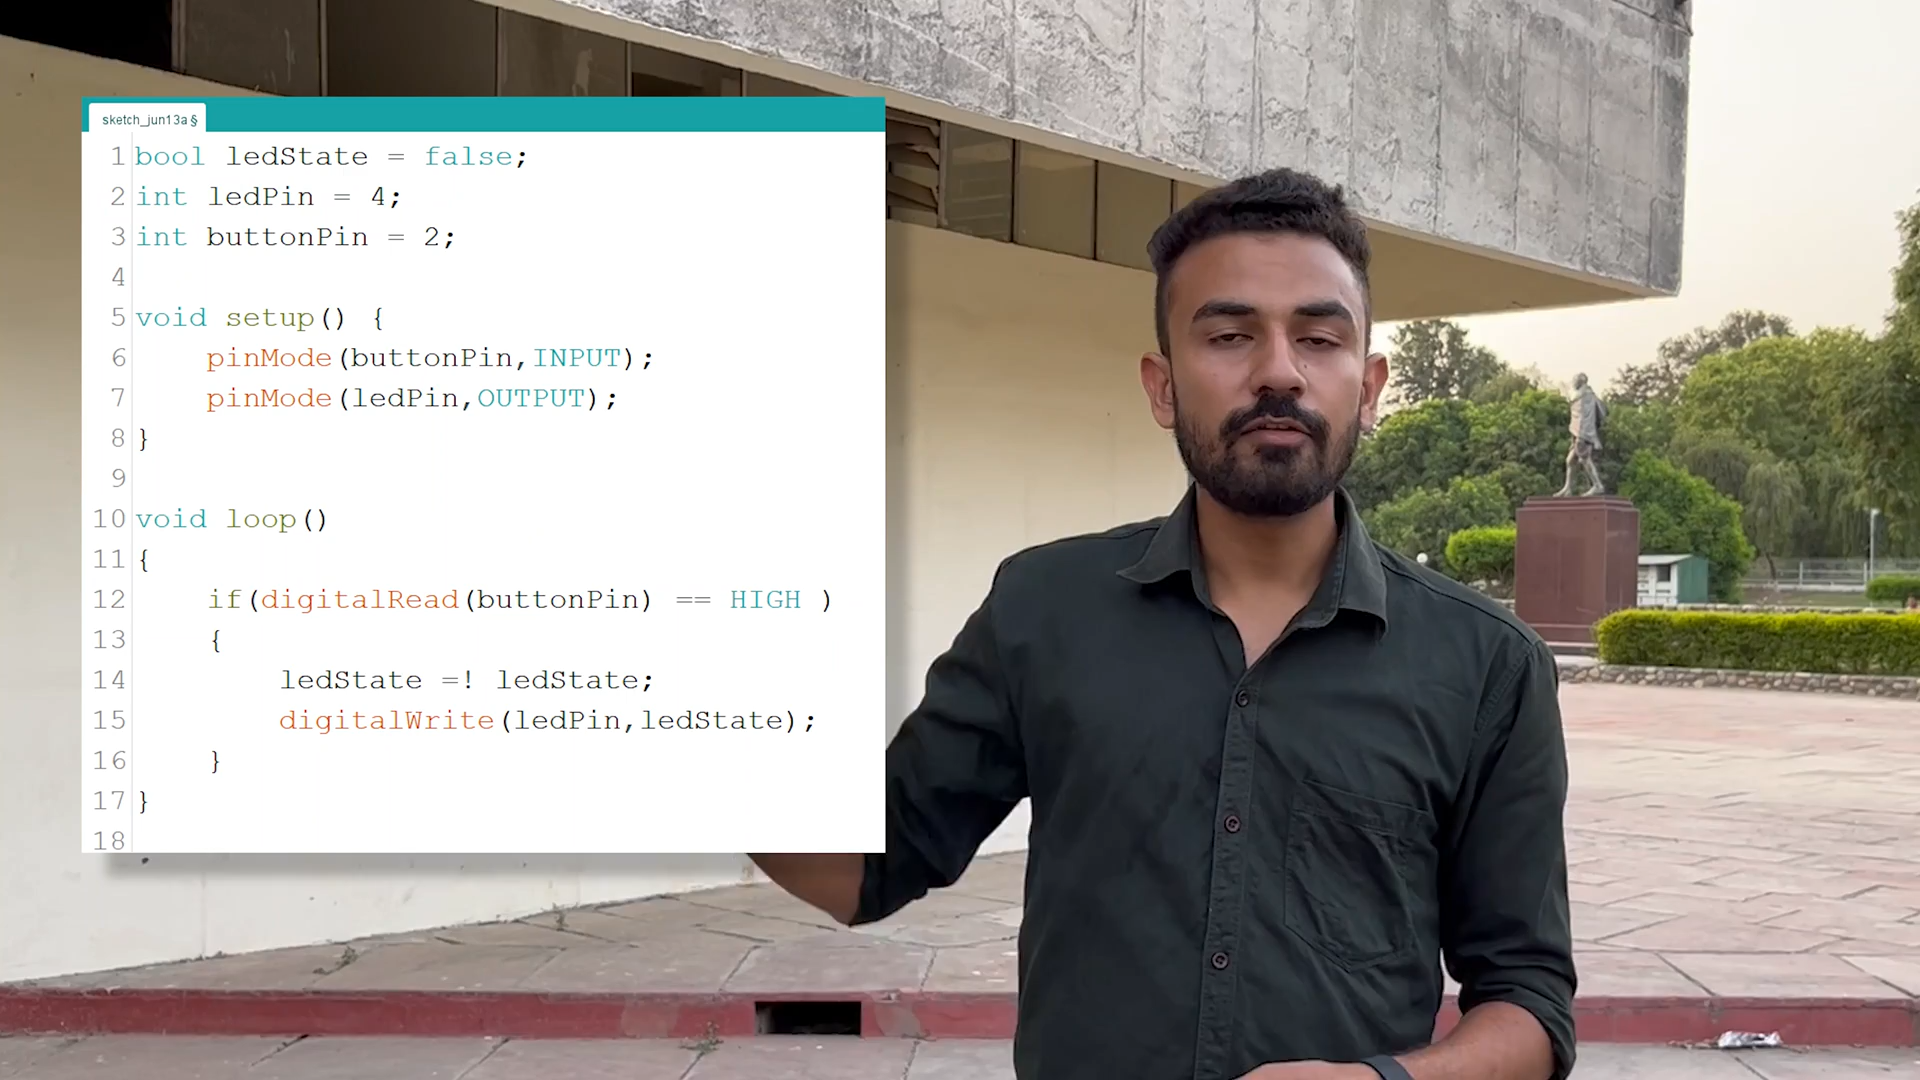 sketch_jun13a §
1 bool ledState = false;
2 int ledPin = 4;
3 int buttonPin = 2;
4
5 void setup() {
6 pinMode(buttonPin,INPUT);
7 pinMode(ledPin,OUTPUT);
8 }
9
10 void loop()
11 {
12 if(digitalRead(buttonPin) == HIGH )
13 {
14 ledState =! ledState;
15 digitalWrite(ledPin,ledState);
16 }
17 }
18